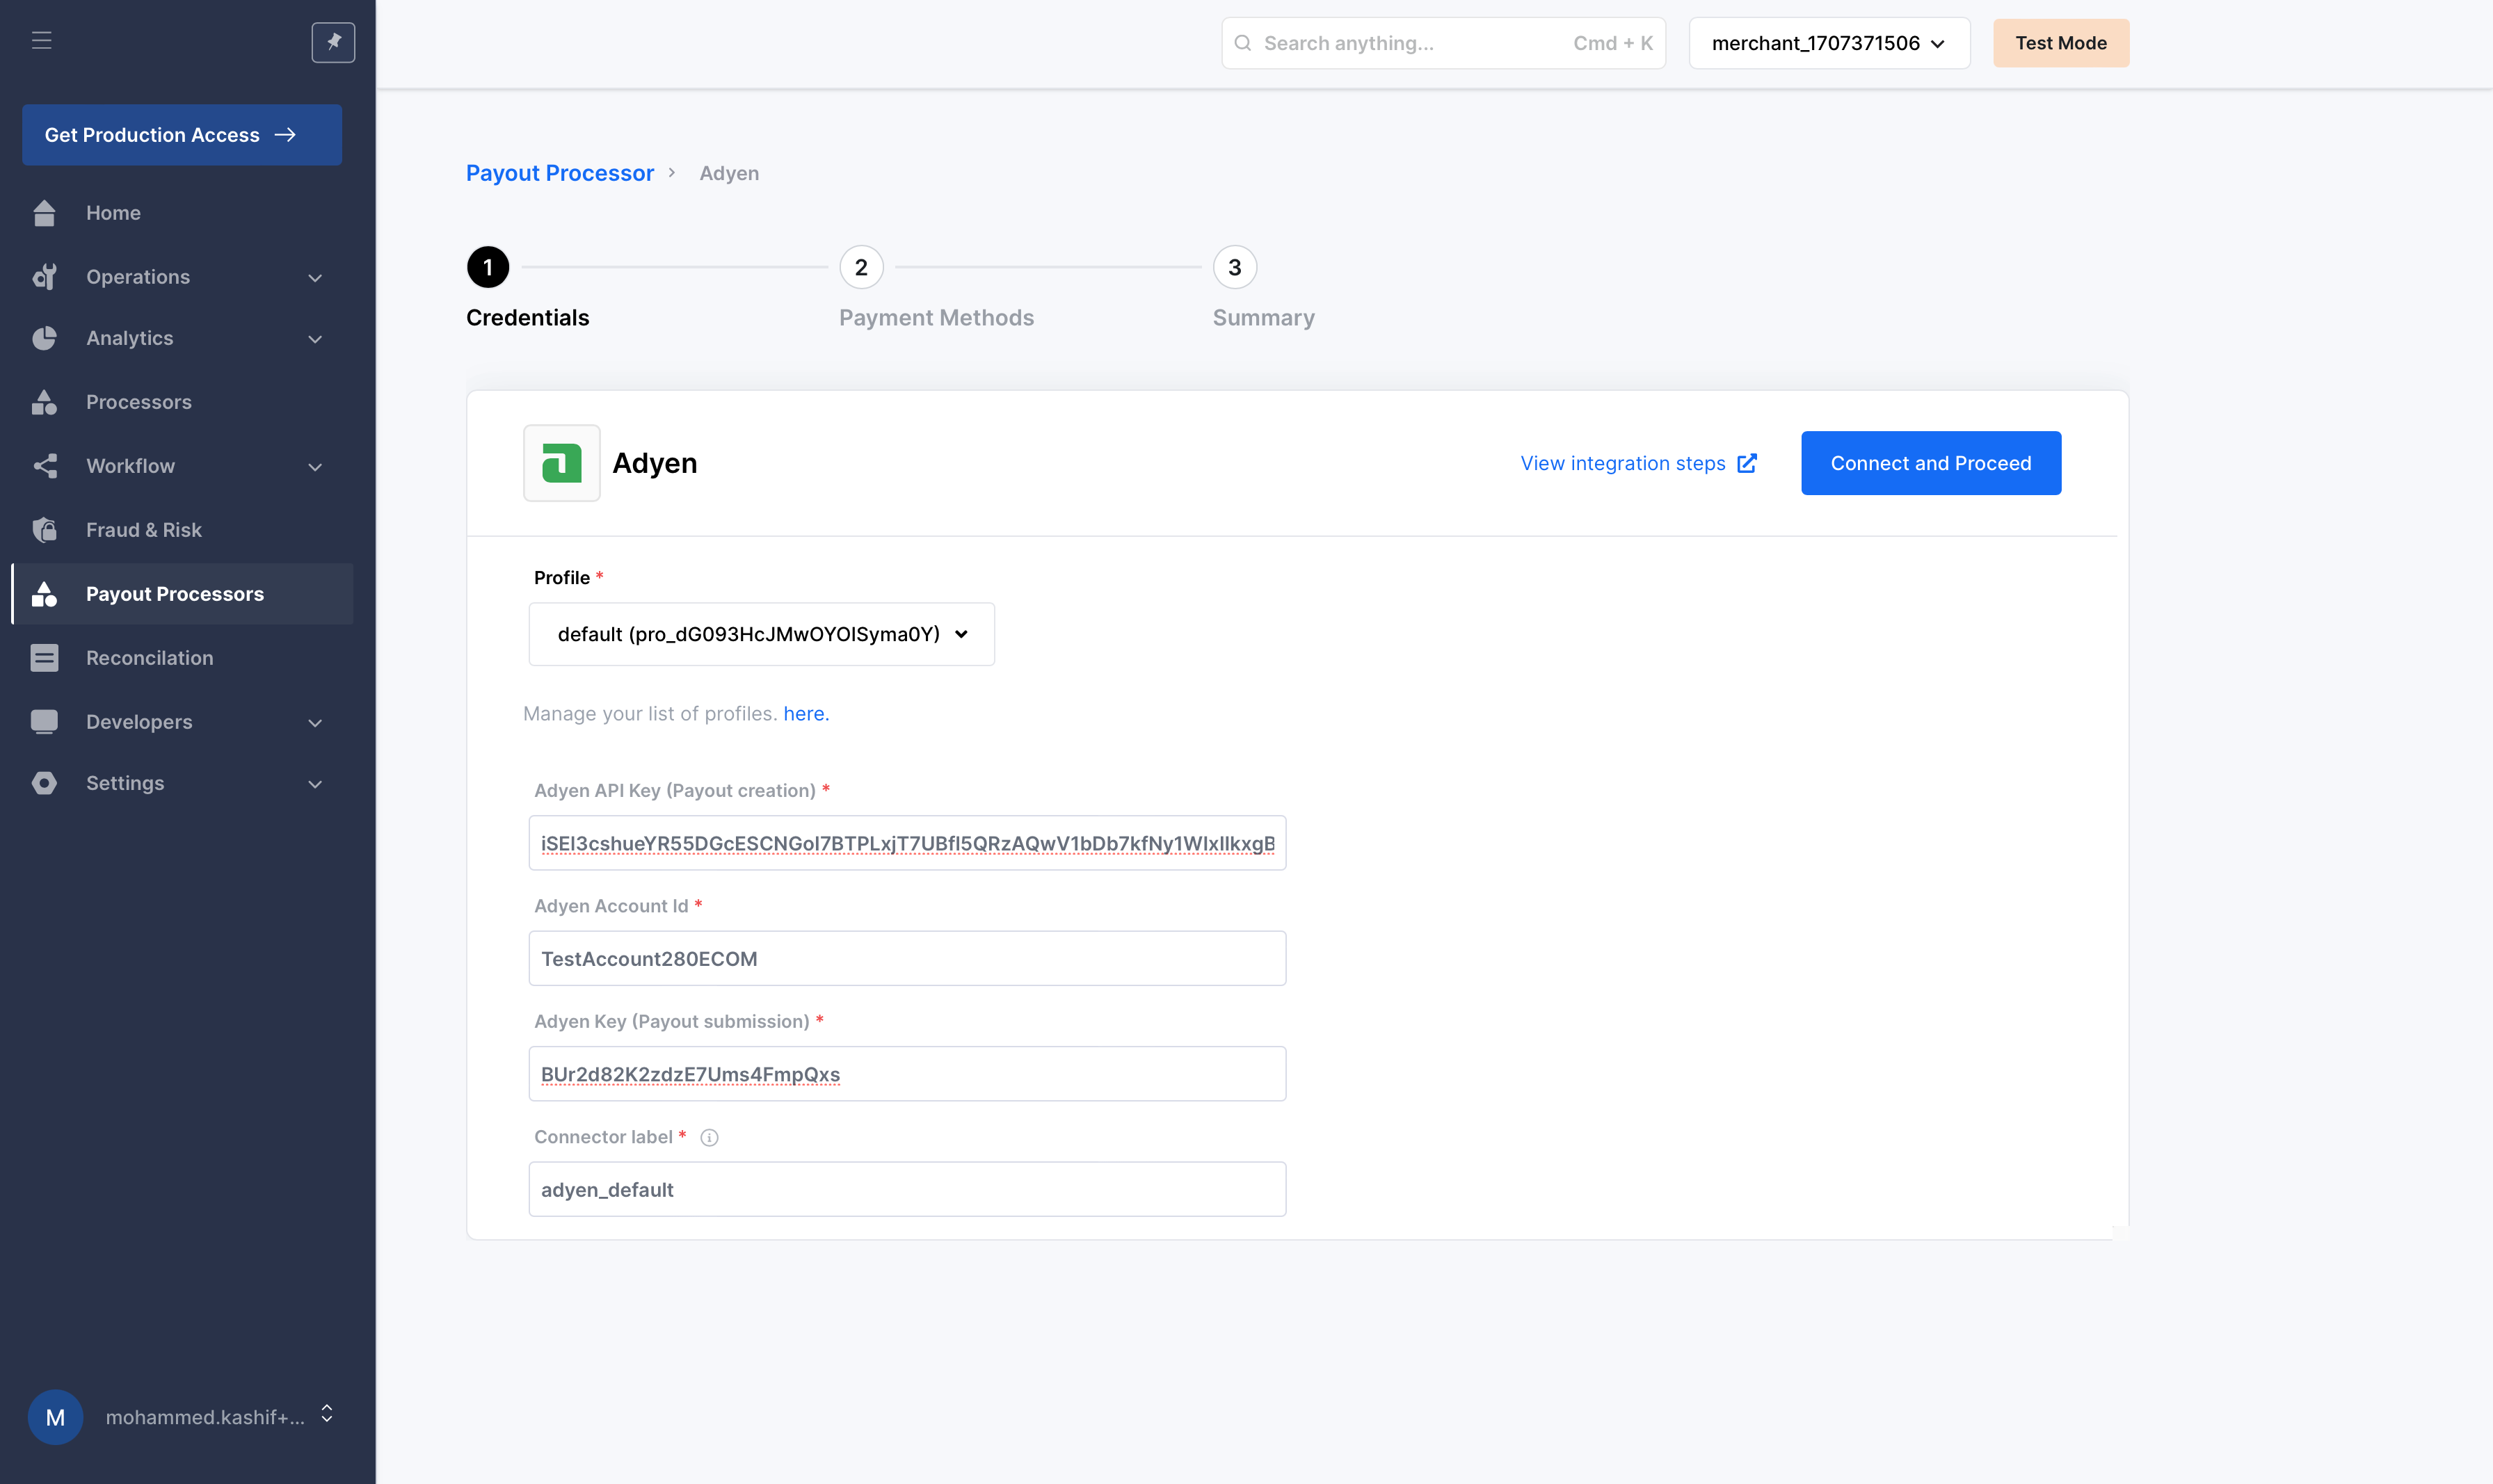 Search anything... Cmd + K
merchant_1707371506
Test Mode
Get Production Access
Home
Operations
Analytics
Processors
Workflow
Fraud & Risk
Payout Processors
Reconcilation
Developers
Settings
mohammed.kashif+...
M
Payout Processor > Adyen
1
2
3
Credentials
Payment Methods
Summary
Adyen
View integration steps
Connect and Proceed
Profile *
default (pro_dG093HcJMwOYOlSyma0Y)
Manage your list of profiles. here.
Adyen API Key (Payout creation) *
iSEI3cshueYR55DGcESCNGol7BTPLxjT7UBfl5QRzAQwV1bDb7kfNy1WIxIlkxgB
Adyen Account Id *
TestAccount280ECOM
Adyen Key (Payout submission) *
BUr2d82K2zdzE7Ums4FmpQxs
Connector label *
adyen_default